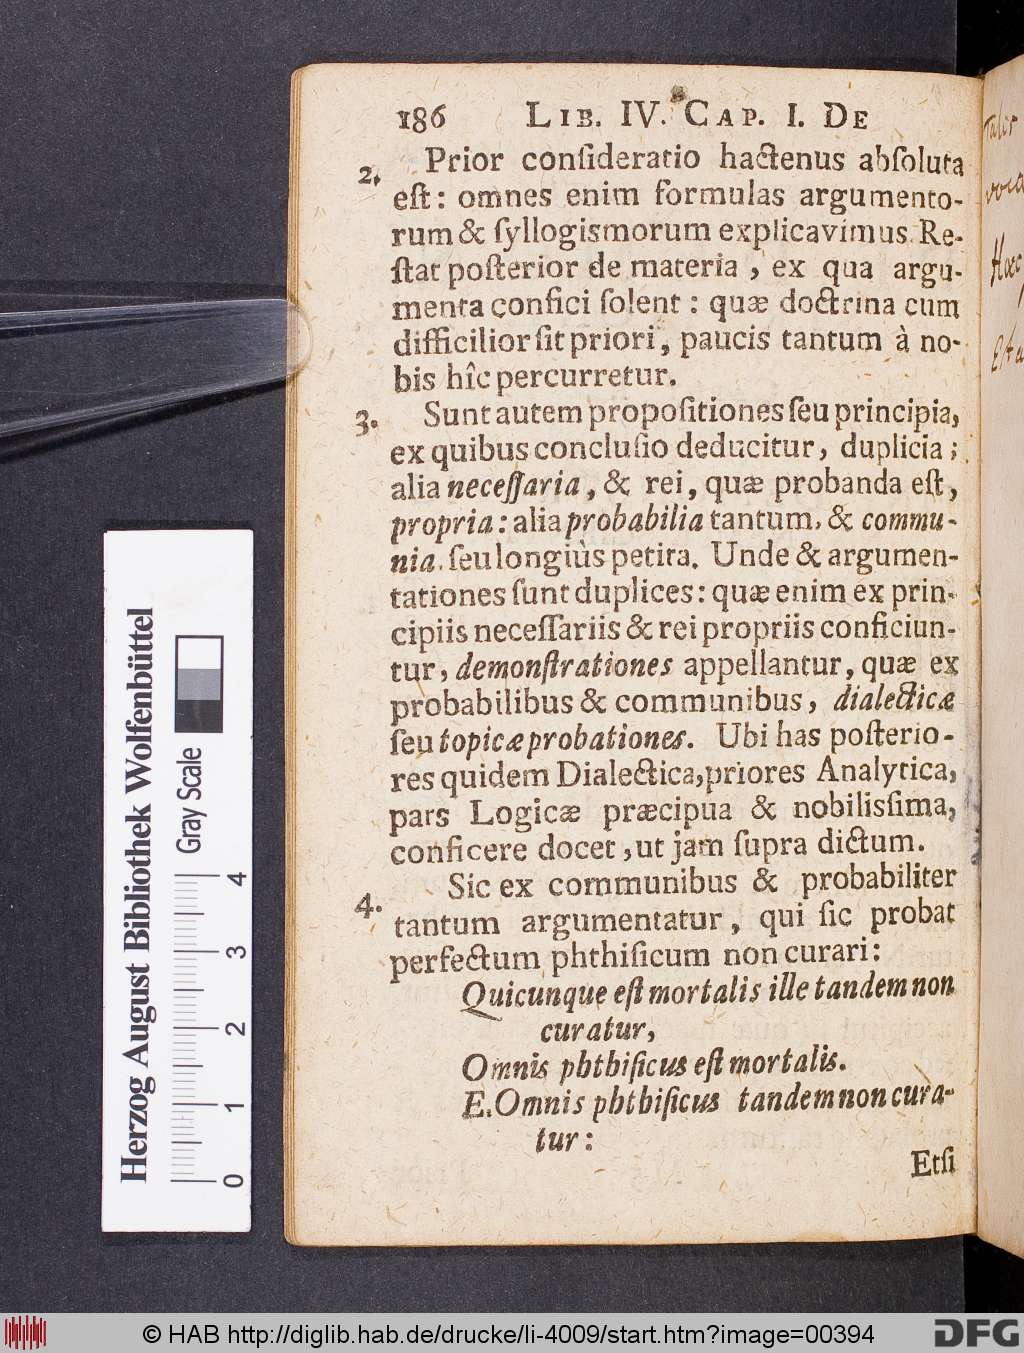 186 LIB. IV. CAP. I. DE
2. Prior conſideratio hactenus abſoluta
eſt: omnes enim formulas argumento-
rum & ſyllogismorum explicavimus. Re-
ſtat poſterior de materia, ex qua argu-
menta confici ſolent: quæ doctrina cum
difficilior ſit priori, paucis tantum à no-
bis hîc percurretur.
3. Sunt autem propoſitiones ſeu principia,
ex quibus concluſio deducitur, duplicia;
alia neceſſaria, & rei, quæ probanda eſt,
propria: alia probabilia tantum, & commu-
nia. ſeu longiùs petita. Unde & argumen-
tationes ſunt duplices: quæ enim ex prin-
cipiis neceſſariis & rei propriis conficiun-
tur, demonſtrationes appellantur, quæ ex
probabilibus & communibus, dialecticæ
ſeu topicæ probationes. Ubi has poſterio-
res quidem Dialectica, priores Analytica,
pars Logicæ præcipua & nobilisſima,
conficere docet, ut jam ſupra dictum.
4. Sic ex communibus & probabiliter
tantum argumentatur, qui ſic probat
perfectum phthiſicum non curari:
Quicunque eſt mortalis ille tandem non
curatur,
Omnis phthiſicus eſt mortalis.
E. Omnis phthiſicus tandem non cura-
tur:
Etſi
Herzog August Bibliothek Wolfenbüttel
Gray Scale
0 1 2 3 4
© HAB http://diglib.hab.de/drucke/li-4009/start.htm?image=00394
DFG